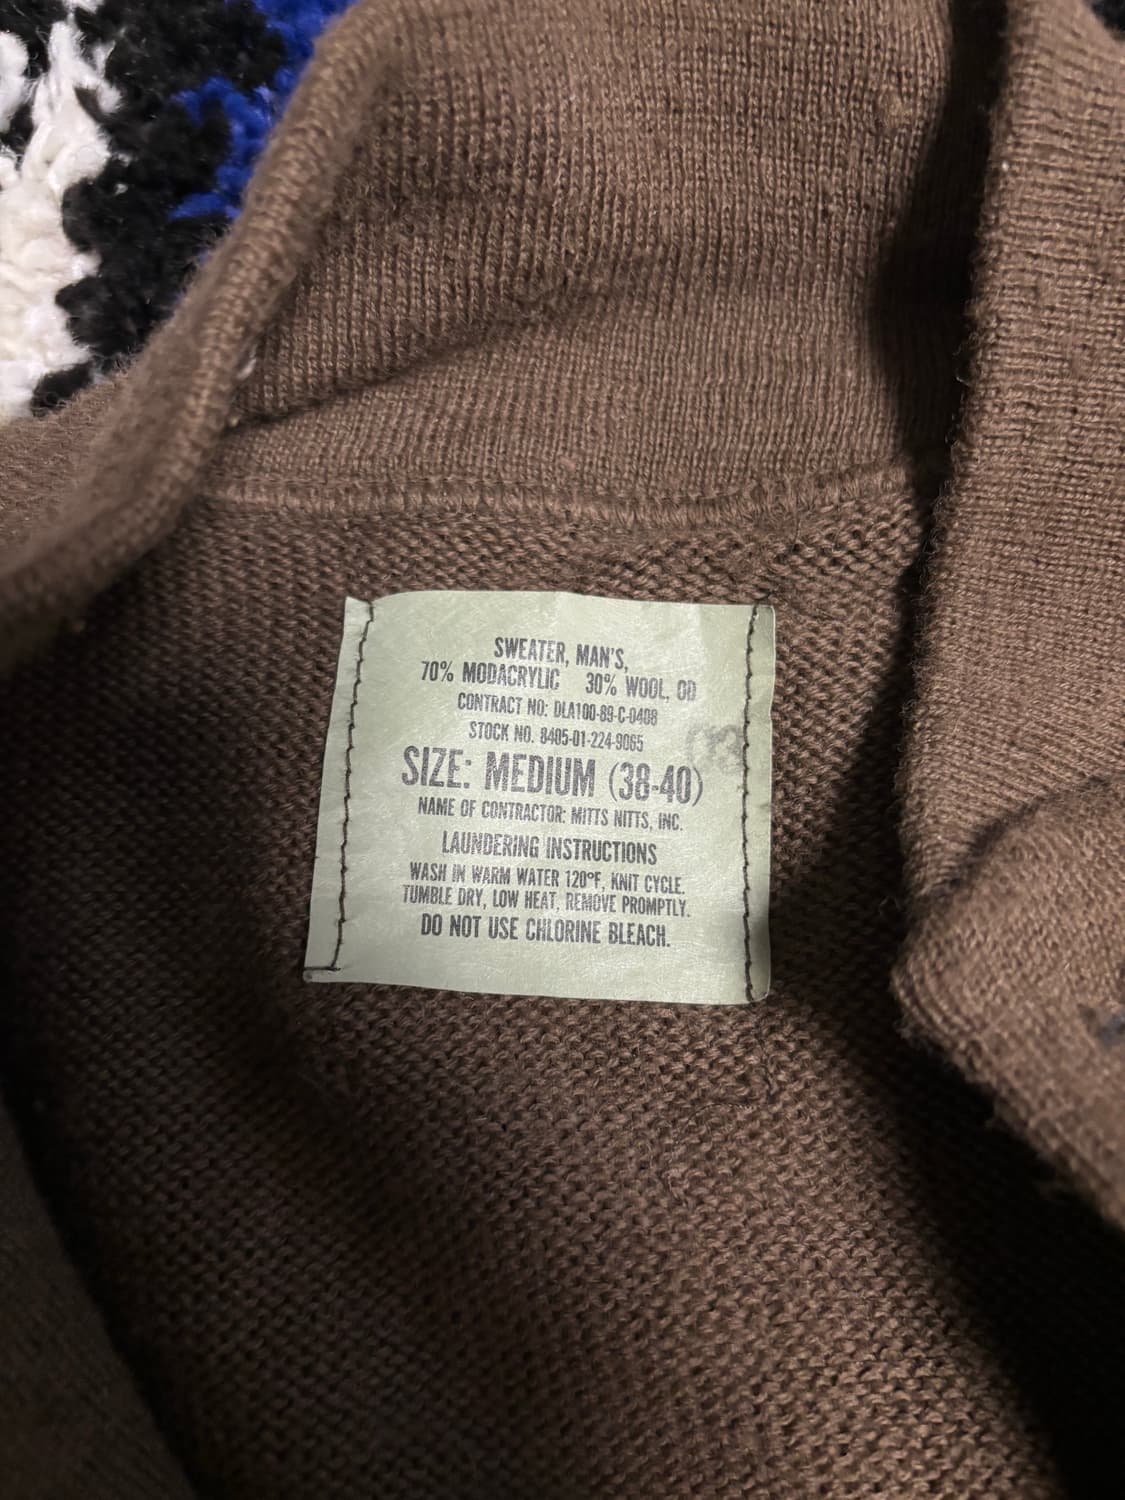 SWEATER, MAN'S,
70% MODACRYLIC 30% WOOL, OD
CONTRACT NO: DLA100-89-C-0408
STOCK NO. 8405-01-224-9065
SIZE: MEDIUM (38-40)
NAME OF CONTRACTOR: MITTS NITTS, INC.
LAUNDERING INSTRUCTIONS
WASH IN WARM WATER 120°F, KNIT CYCLE.
TUMBLE DRY, LOW HEAT, REMOVE PROMPTLY.
DO NOT USE CHLORINE BLEACH.